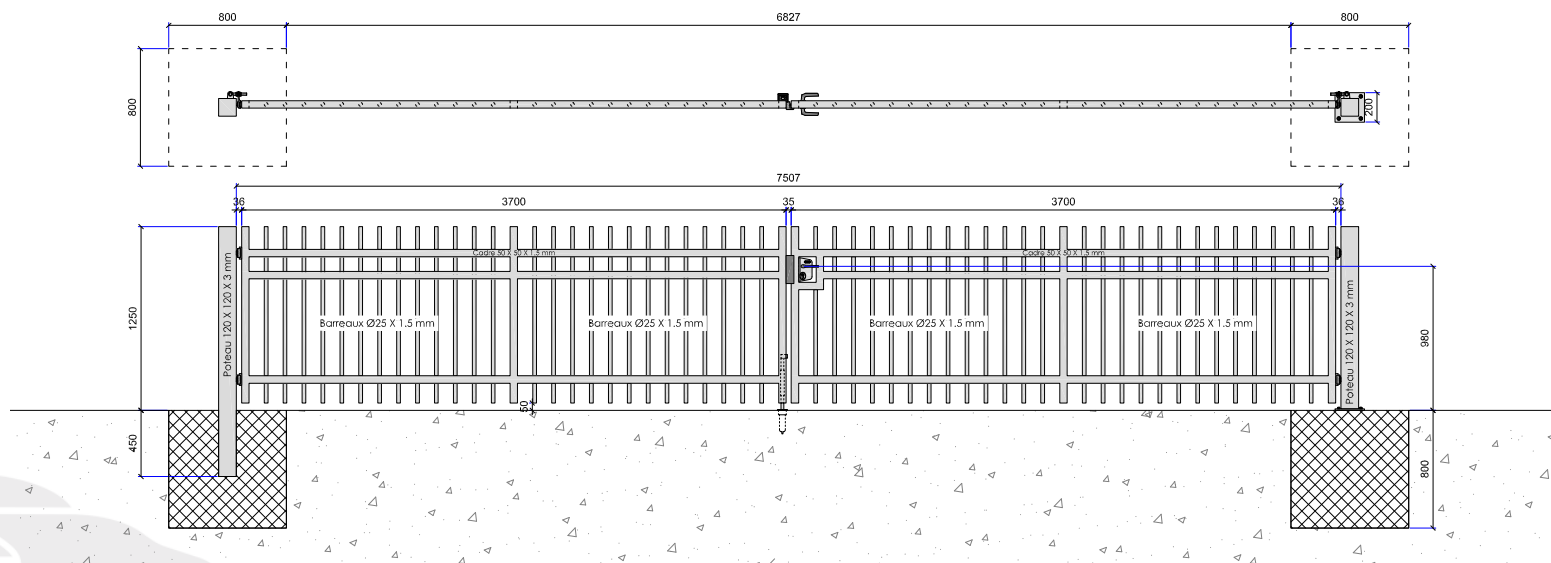 800
6827
800
800
200
7507
36
3700
35
3700
36
Cadre 50 X 50 X 1.5 mm
Cadre 50 X 50 X 1.5 mm
1250
Poteau 120 X 120 X 3 mm
Barreaux Ø25 X 1.5 mm
Barreaux Ø25 X 1.5 mm
Barreaux Ø25 X 1.5 mm
Barreaux Ø25 X 1.5 mm
Poteau 120 X 120 X 3 mm
980
50
450
800